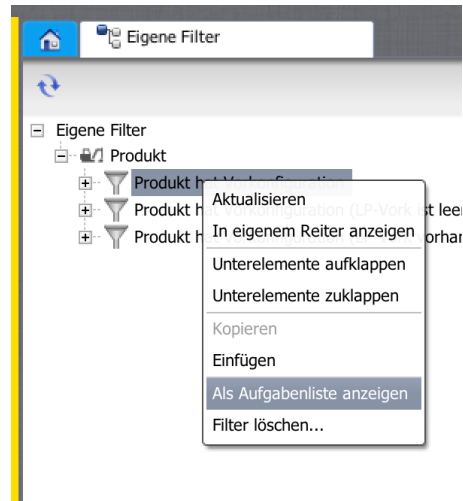 Eigene Filter
Eigene Filter
Produkt
Produkt hat Vorkonfiguration
Produkt hat Vorkonfiguration (LP-Vork ist leer
Produkt hat Vorkonfiguration (LP-Vork vorhan
Aktualisieren
In eigenem Reiter anzeigen
Unterelemente aufklappen
Unterelemente zuklappen
Kopieren
Einfügen
Als Aufgabenliste anzeigen
Filter löschen...